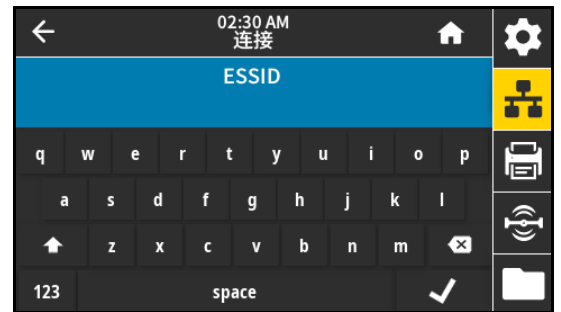 02:30 AM
连接
ESSID
q w e r t y u i o p
a s d f g h j k l
z x c v b n m
123 space